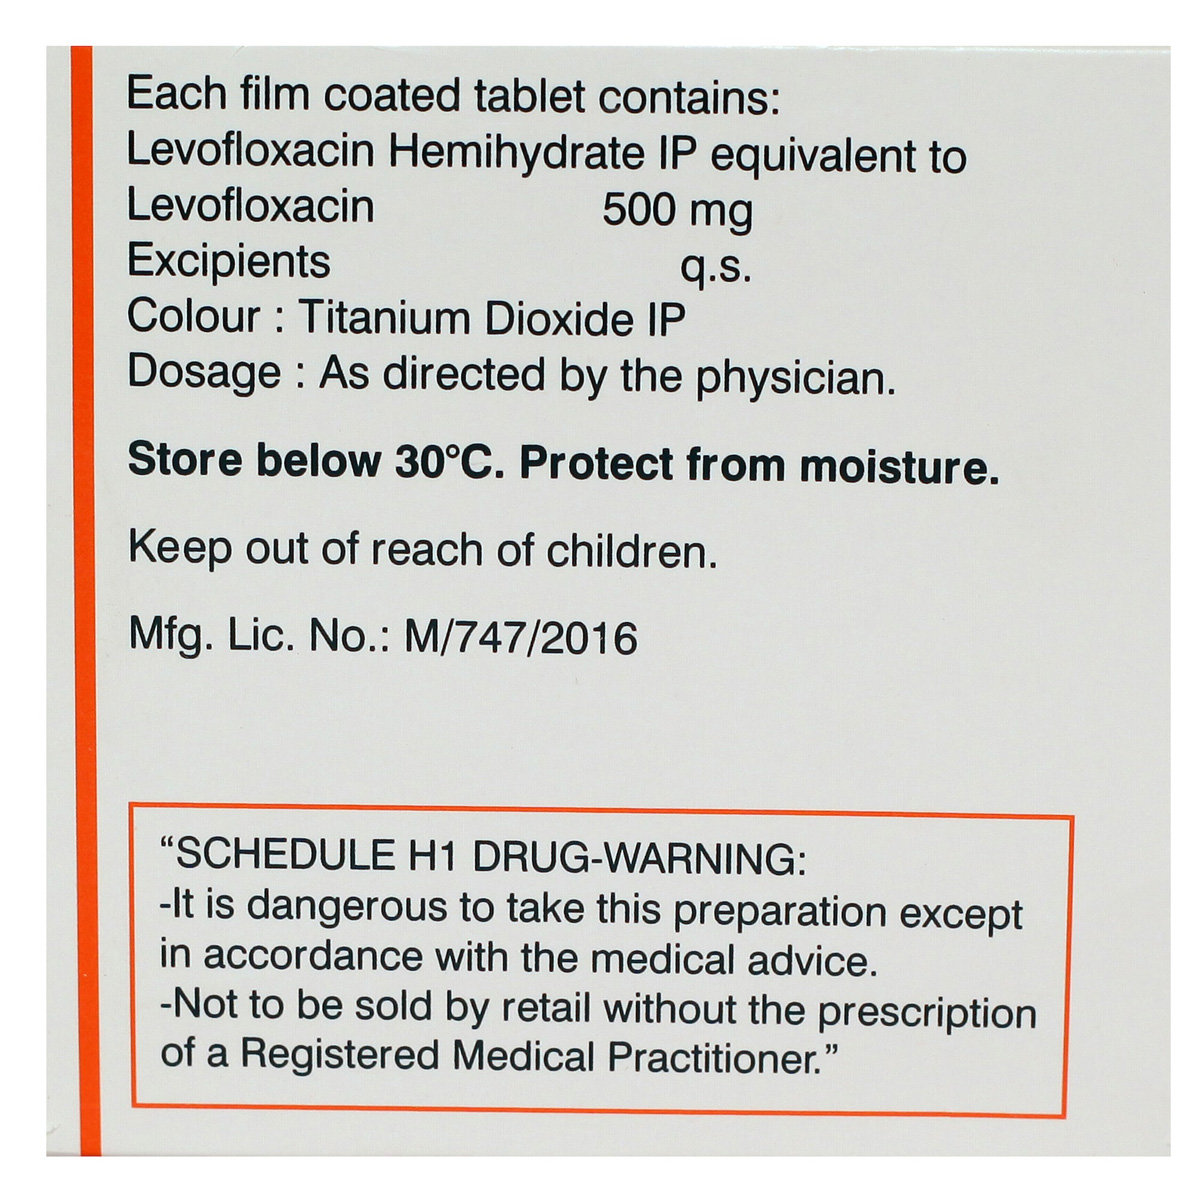 Each film coated tablet contains:
Levofloxacin Hemihydrate IP equivalent to
Levofloxacin 500 mg
Excipients q.s.
Colour : Titanium Dioxide IP
Dosage : As directed by the physician.
Store below 30°C. Protect from moisture.
Keep out of reach of children.
Mfg. Lic. No.: M/747/2016
“SCHEDULE H1 DRUG-WARNING:
-It is dangerous to take this preparation except
in accordance with the medical advice.
-Not to be sold by retail without the prescription
of a Registered Medical Practitioner.”